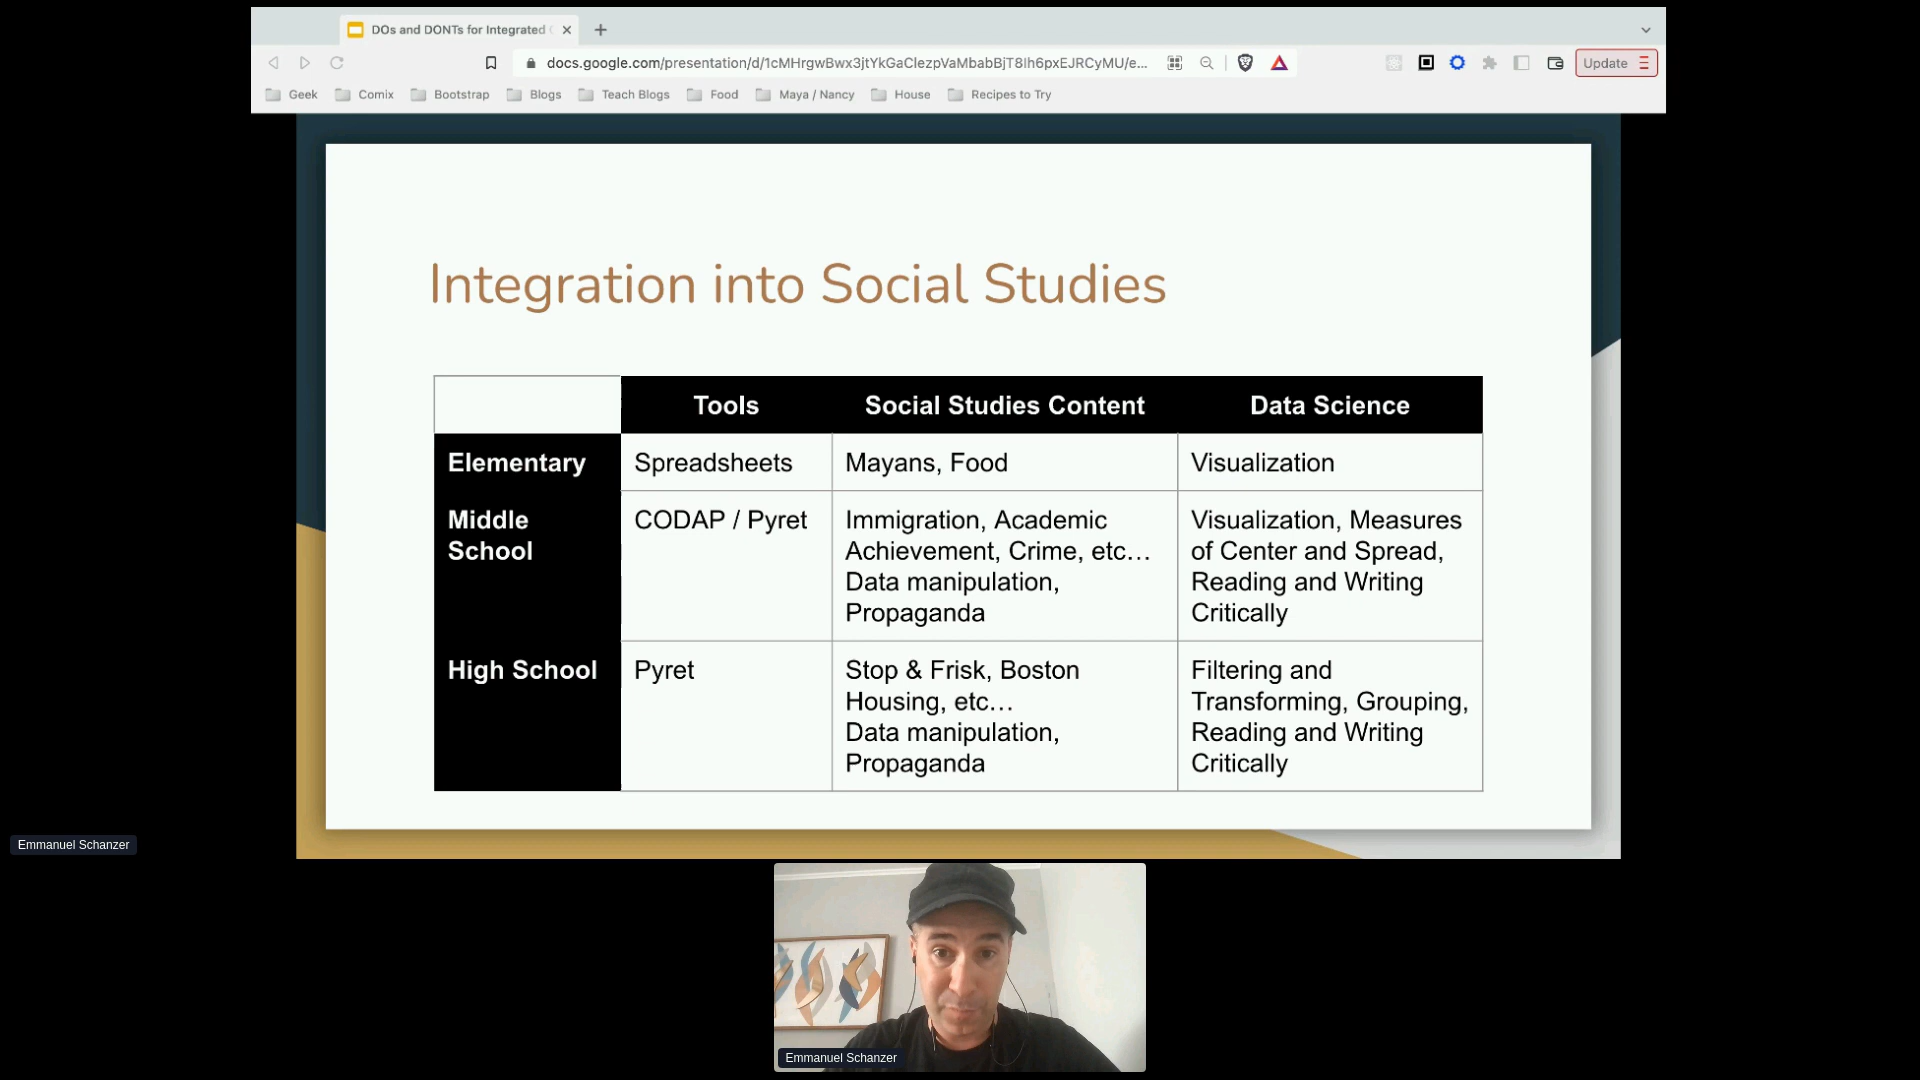 DOs and DONTs for Integrated
docs.google.com/presentation/d/1cMHrgwBwx3jtYkGaClezpVaMbabBjT8Ih6pxEJRCyMU/e...
Update
Geek Comix Bootstrap Blogs Teach Blogs Food Maya / Nancy House Recipes to Try
Integration into Social Studies
Tools Social Studies Content Data Science
Elementary Spreadsheets Mayans, Food Visualization
Middle School
CODAP / Pyret
Immigration, Academic
Achievement, Crime, etc…
Data manipulation,
Propaganda
Visualization, Measures
of Center and Spread,
Reading and Writing
Critically
High School
Pyret
Stop & Frisk, Boston
Housing, etc…
Data manipulation,
Propaganda
Filtering and
Transforming, Grouping,
Reading and Writing
Critically
Emmanuel Schanzer
Emmanuel Schanzer